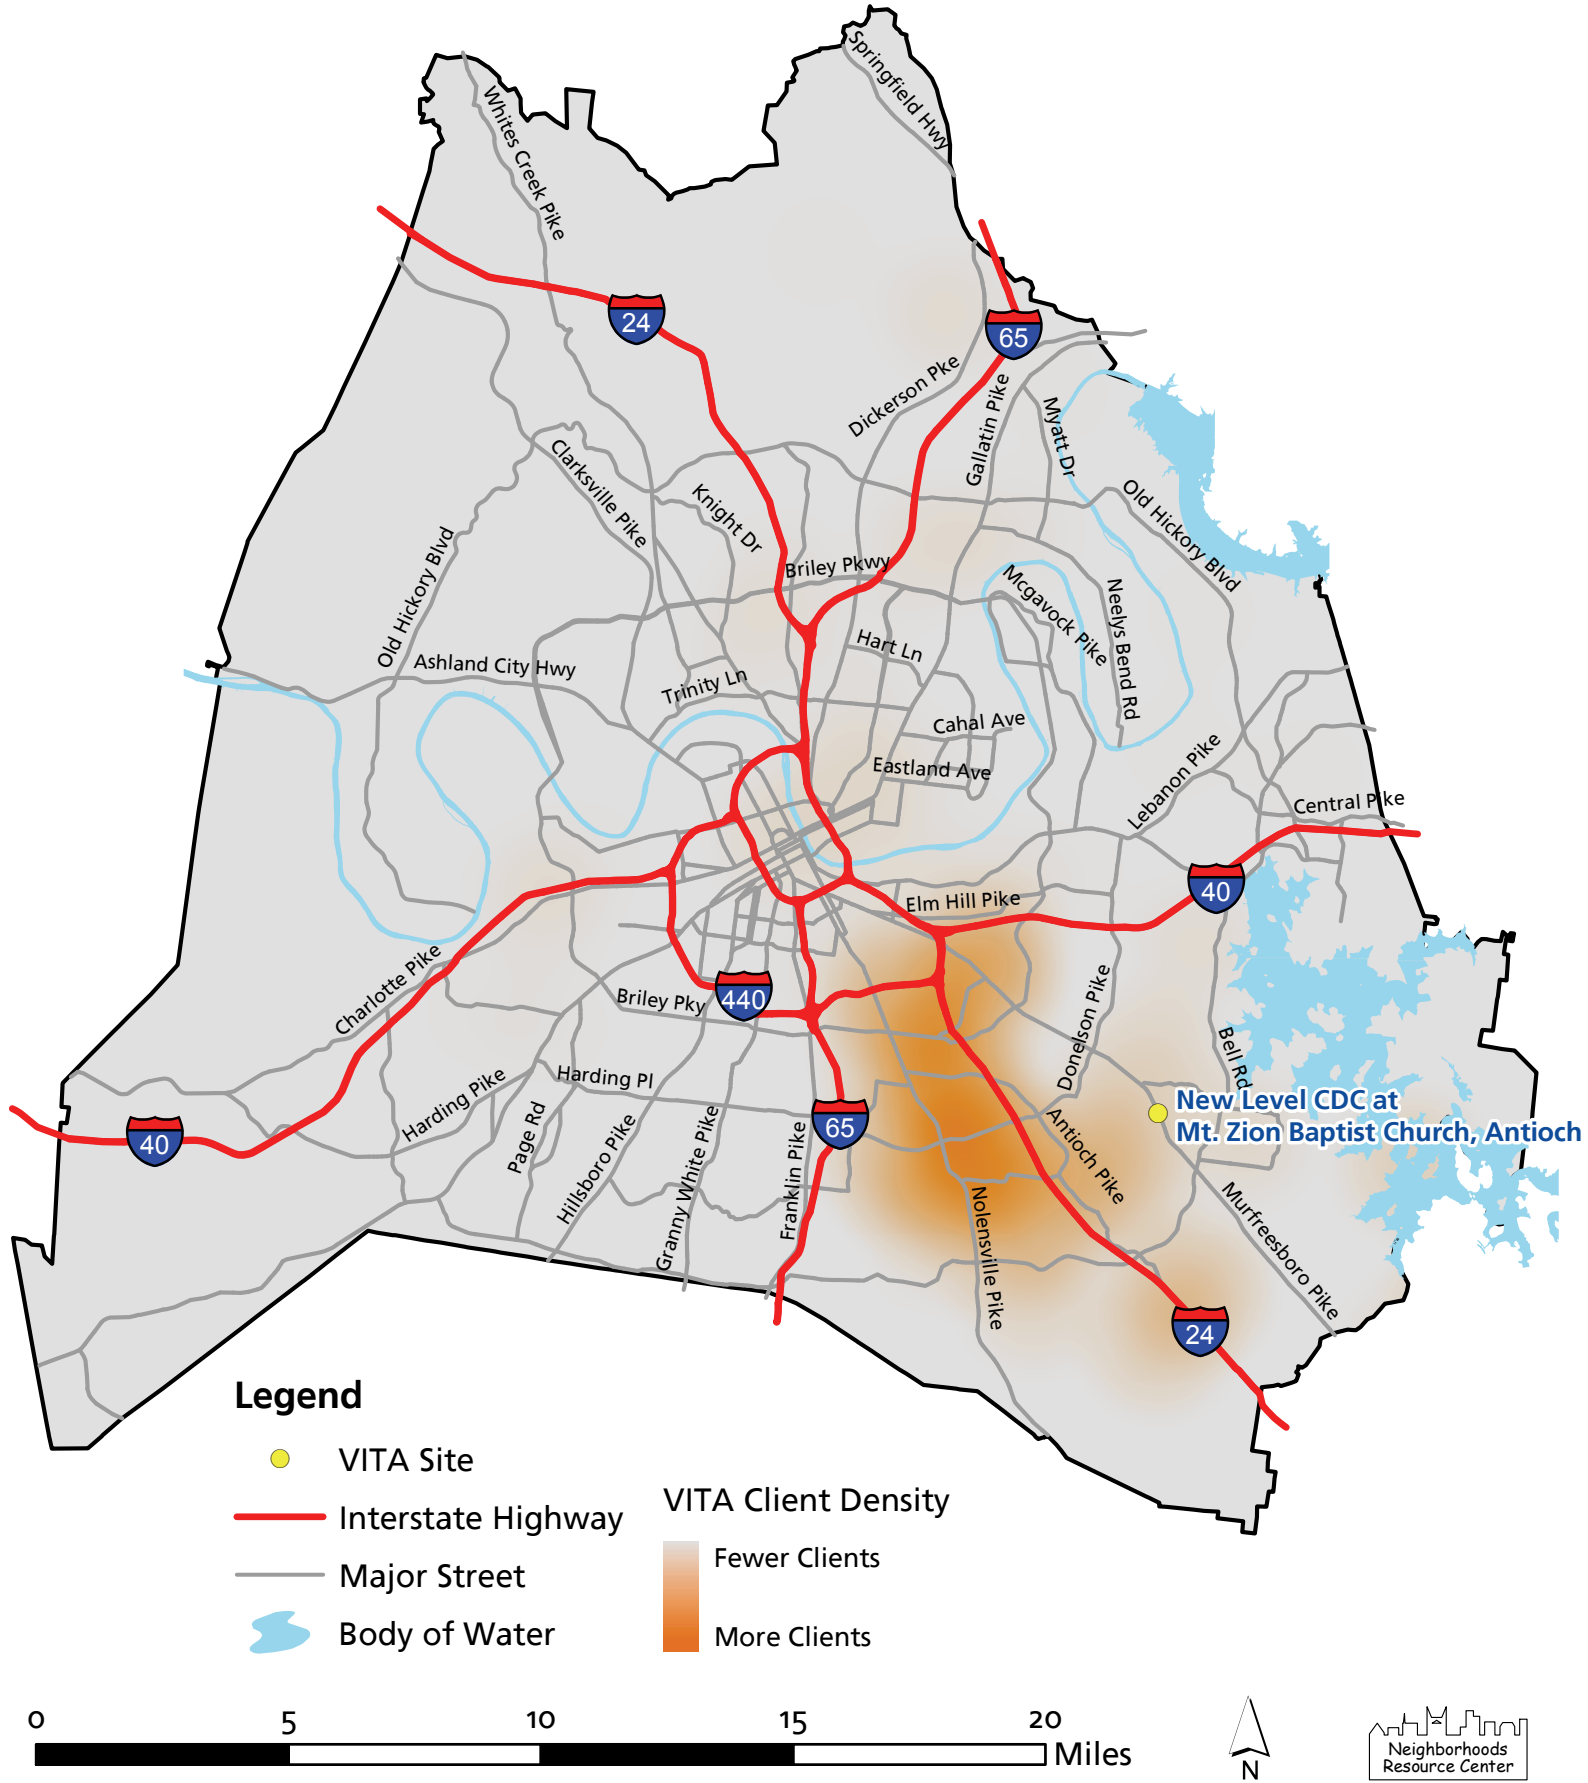 Springfield Hwy
Whites Creek Pike
24
65
Dickerson Pke
Gallatin Pike
Myatt Dr
Clarksville Pike
Knight Dr
Old Hickory Blvd
Old Hickory Blvd
Briley Pkwy
Mcgavock Pike
Neelys Bend Rd
Hart Ln
Ashland City Hwy
Trinity Ln
Cahal Ave
Eastland Ave
Lebanon Pike
Central Pike
40
Elm Hill Pike
Charlotte Pike
Briley Pky
440
Donelson Pike
Bell Rd
Harding Pl
Harding Pike
Page Rd
Hillsboro Pike
Granny White Pike
Franklin Pike
65
40
Antioch Pike
New Level CDC at
Mt. Zion Baptist Church, Antioch
Nolensville Pike
Murfreesboro Pike
24
Legend
VITA Site
Interstate Highway
Major Street
Body of Water
VITA Client Density
Fewer Clients
More Clients
0 5 10 15 20
Miles
N
Neighborhoods
Resource Center